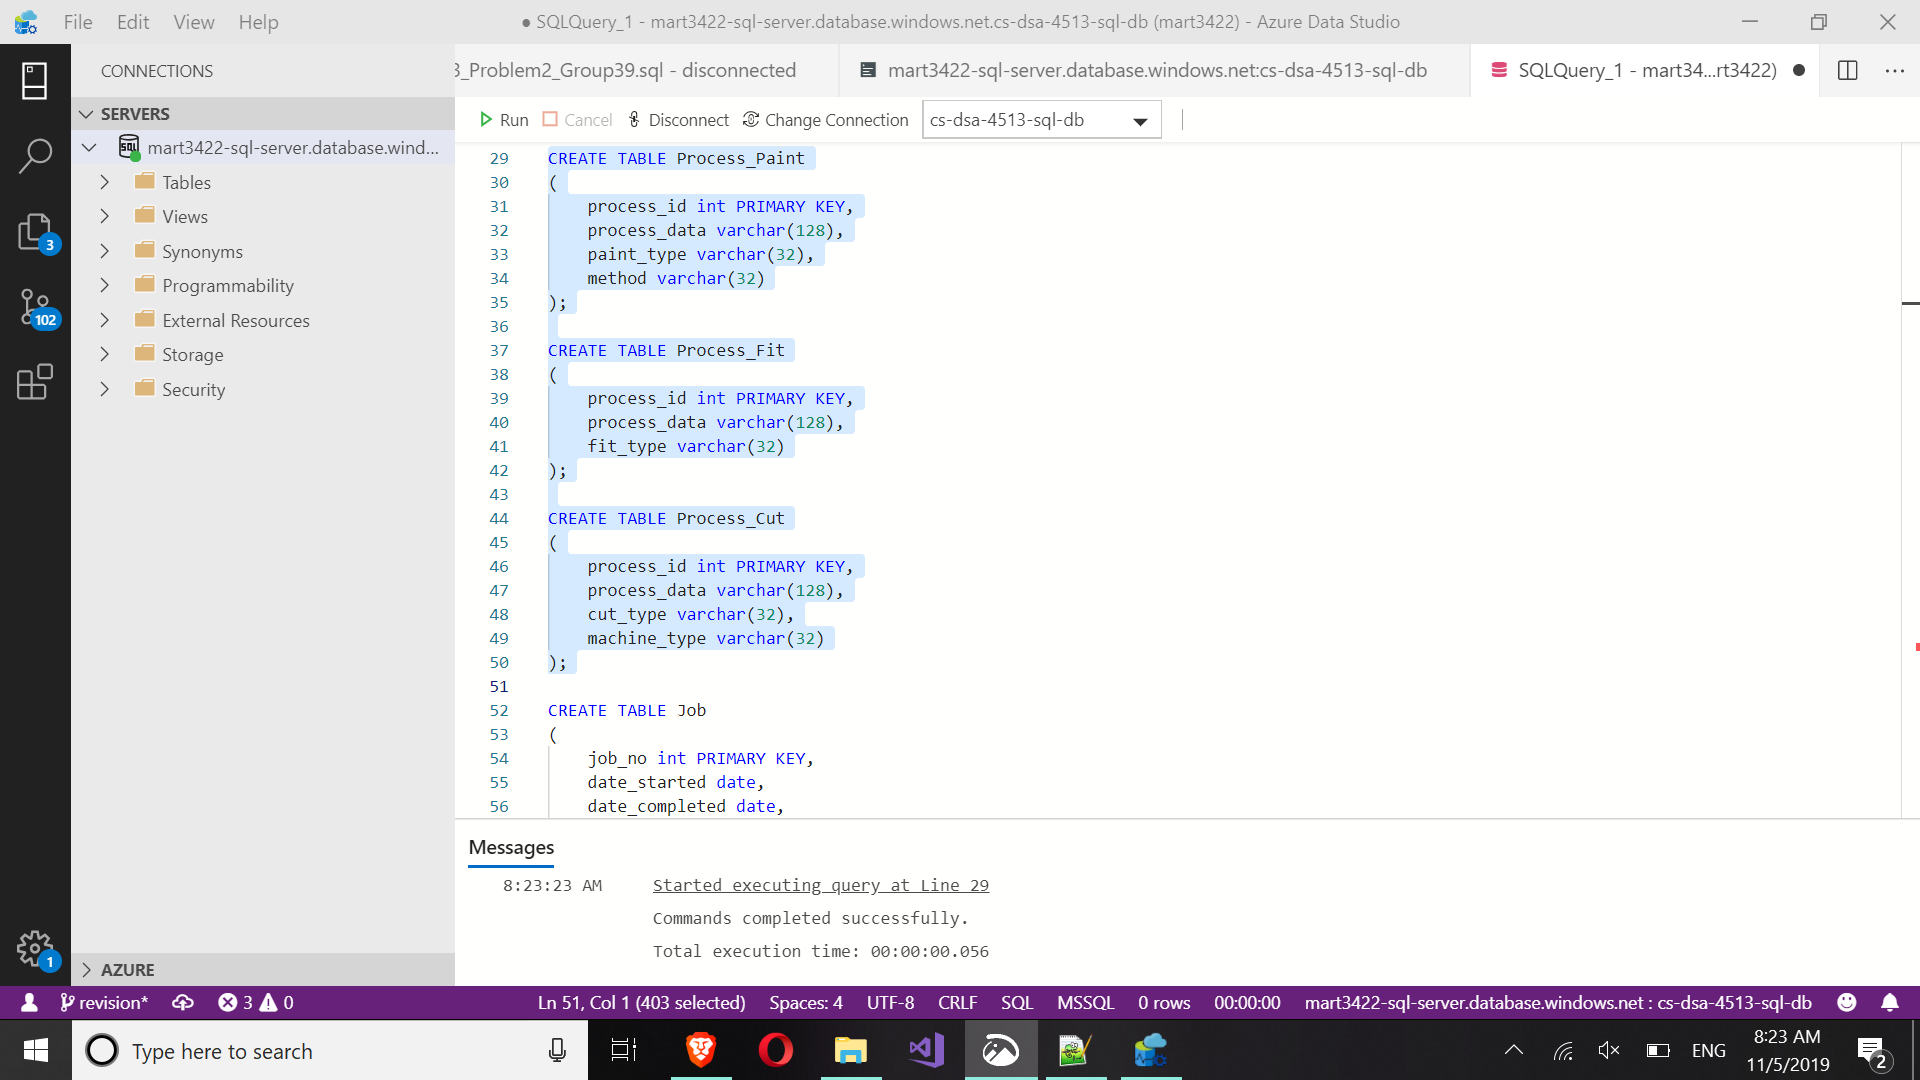 File Edit View Help
● SQLQuery_1 - mart3422-sql-server.database.windows.net.cs-dsa-4513-sql-db (mart3422) - Azure Data Studio
CONNECTIONS
3_Problem2_Group39.sql - disconnected
mart3422-sql-server.database.windows.net:cs-dsa-4513-sql-db
SQLQuery_1 - mart34...rt3422) ●
SERVERS
mart3422-sql-server.database.wind...
Tables
Views
Synonyms
Programmability
External Resources
Storage
Security
AZURE
3
102
1
Run Cancel Disconnect Change Connection cs-dsa-4513-sql-db
29 CREATE TABLE Process_Paint
30 (
31 process_id int PRIMARY KEY,
32 process_data varchar(128),
33 paint_type varchar(32),
34 method varchar(32)
35 );
36
37 CREATE TABLE Process_Fit
38 (
39 process_id int PRIMARY KEY,
40 process_data varchar(128),
41 fit_type varchar(32)
42 );
43
44 CREATE TABLE Process_Cut
45 (
46 process_id int PRIMARY KEY,
47 process_data varchar(128),
48 cut_type varchar(32),
49 machine_type varchar(32)
50 );
51
52 CREATE TABLE Job
53 (
54 job_no int PRIMARY KEY,
55 date_started date,
56 date_completed date,
Messages
8:23:23 AM Started executing query at Line 29
Commands completed successfully.
Total execution time: 00:00:00.056
revision* 3 0 Ln 51, Col 1 (403 selected) Spaces: 4 UTF-8 CRLF SQL MSSQL 0 rows 00:00:00 mart3422-sql-server.database.windows.net : cs-dsa-4513-sql-db
Type here to search
ENG
8:23 AM
11/5/2019
2